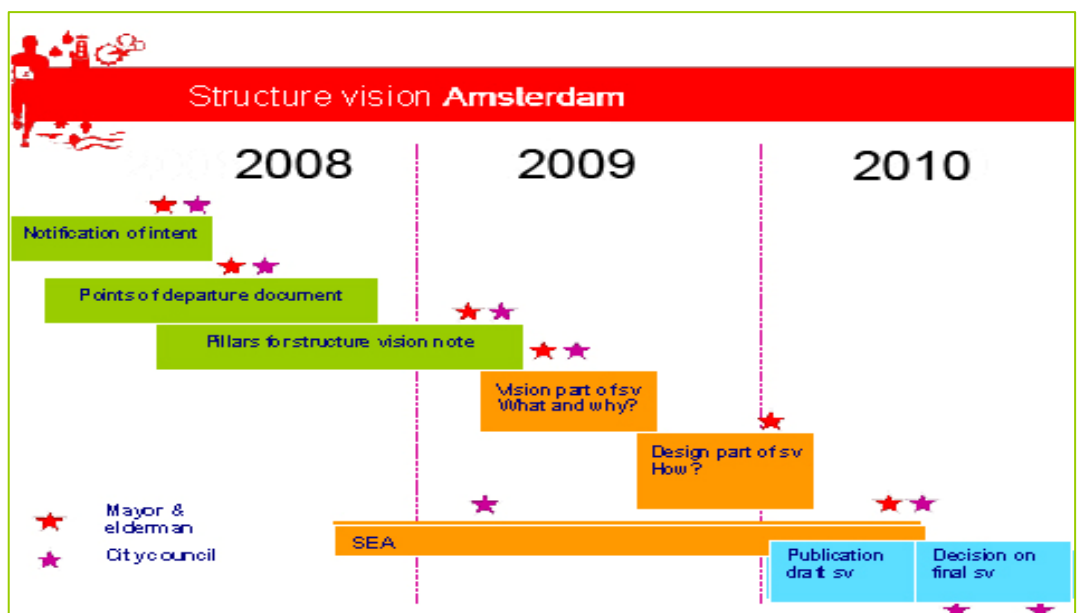 Structure vision Amsterdam
2008
2009
2010
Notification of intent
Points of departure document
Pillars for structure vision note
Vision part of sv
What and why?
Design part of sv
How?
Mayor &
elderman
City council
SEA
Publication
draft sv
Decision on
final sv